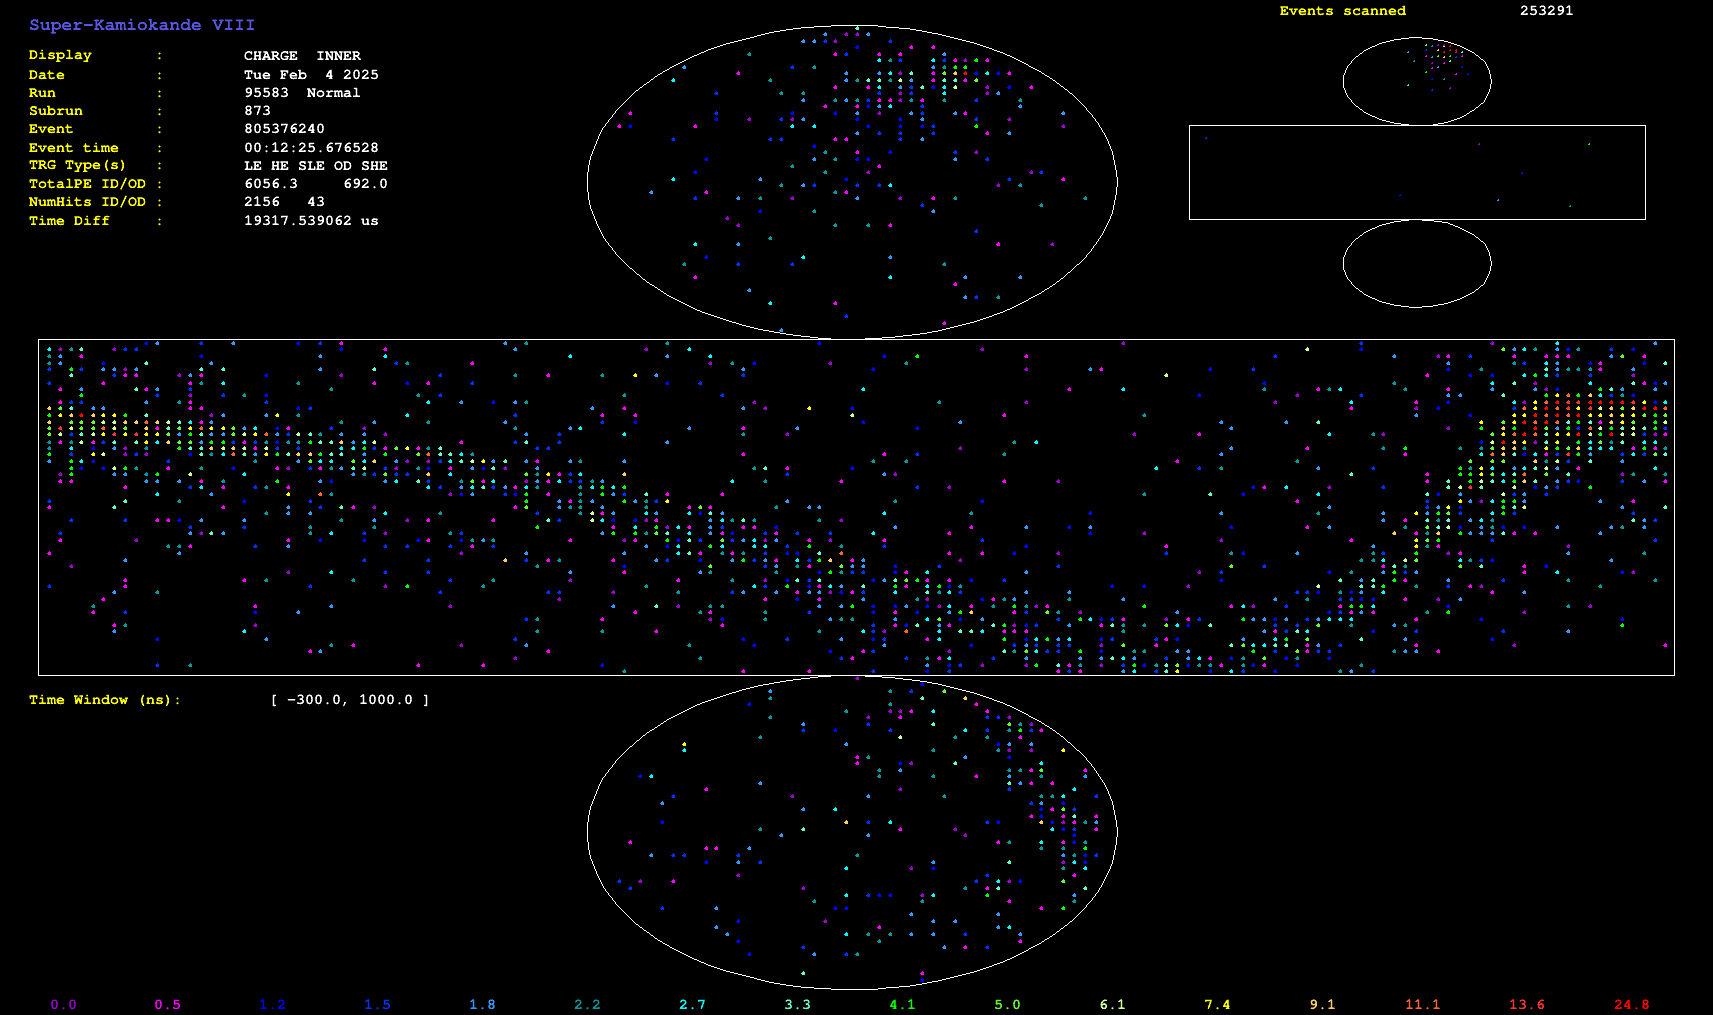 Super-Kamiokande VIII
Events scanned 253291
Display : CHARGE INNER
Date : Tue Feb 4 2025
Run : 95583 Normal
Subrun : 873
Event : 805376240
Event time : 00:12:25.676528
TRG Type(s) : LE HE SLE OD SHE
TotalPE ID/OD : 6056.3 692.0
NumHits ID/OD : 2156 43
Time Diff : 19317.539062 us
Time Window (ns): [ -300.0, 1000.0 ]
0.0 0.5 1.2 1.5 1.8 2.2 2.7 3.3 4.1 5.0 6.1 7.4 9.1 11.1 13.6 24.8